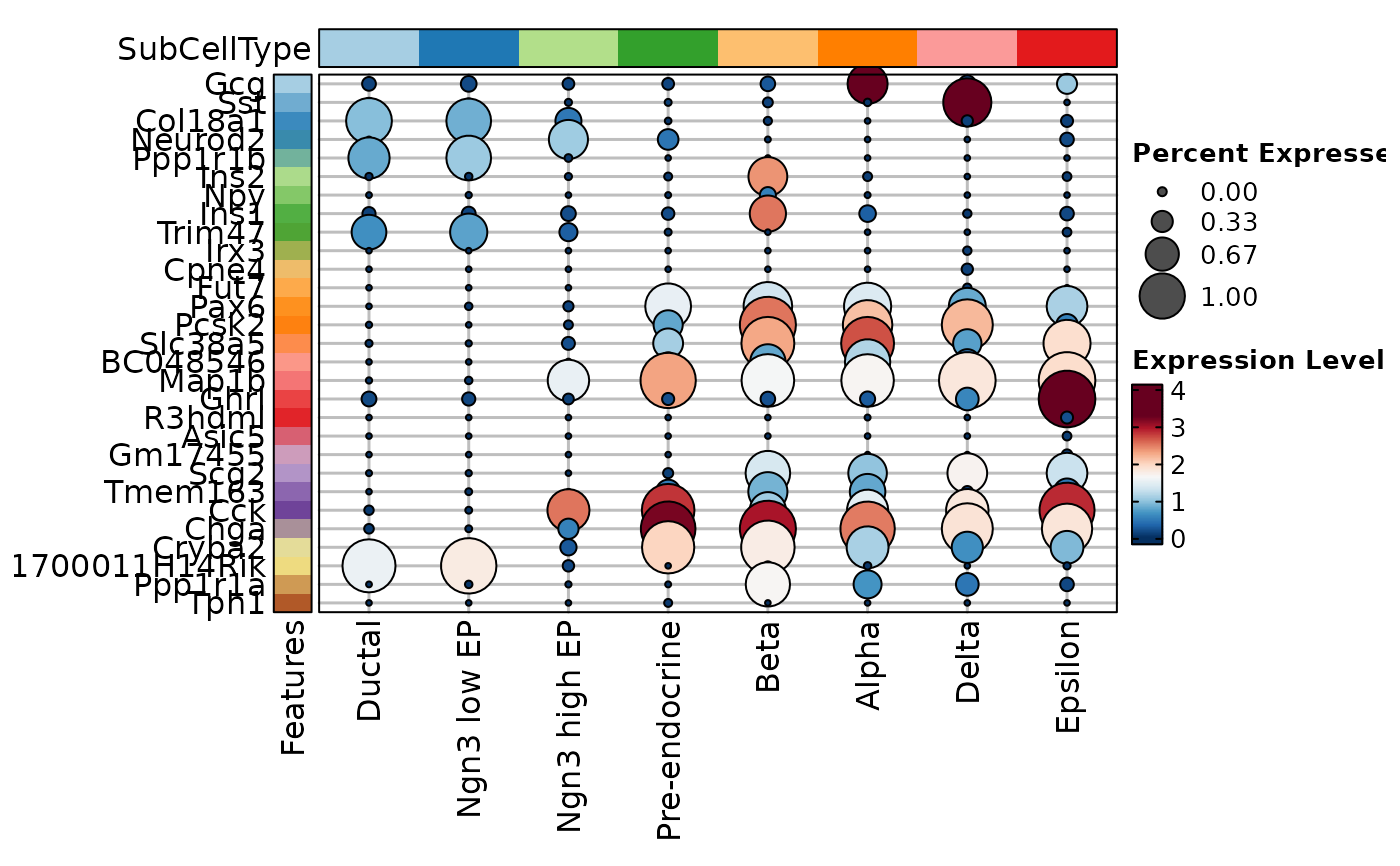 SubCellType
Gcg
Sst
Col18a1
Neurod2
Ppp1r1b
Ins2
Npy
Ins1
Trim47
Irx3
Cpne4
Fut7
Pax6
Pcsk2
Slc38a5
BC048546
Map1b
Ghrl
R3hdml
Asic5
Gm17455
Scg2
Tmem163
Cck
Chga
Cryba2
1700011H14Rik
Ppp1r1a
Tph1
Features
Ductal
Ngn3 low EP
Ngn3 high EP
Pre-endocrine
Beta
Alpha
Delta
Epsilon
Percent Expresse
0.00
0.33
0.67
1.00
Expression Level
4
3
2
1
0